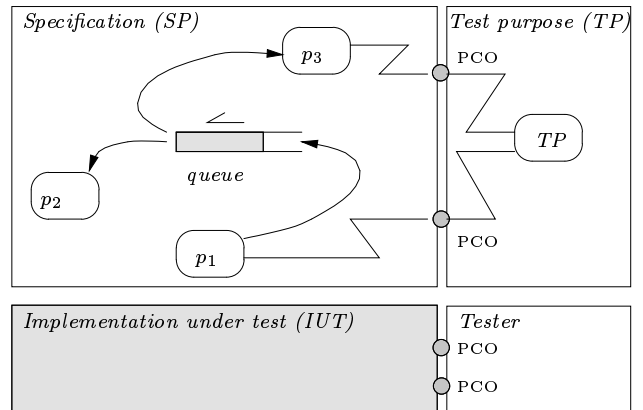 Specification (SP)
Test purpose (TP)
p3
PCO
TP
queue
p2
p1
PCO
Implementation under test (IUT)
Tester
PCO
PCO